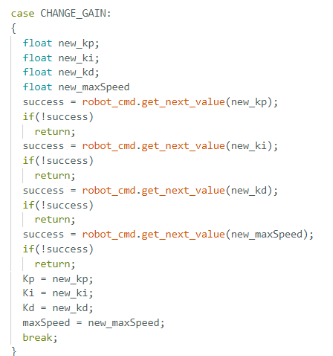 case CHANGE_GAIN:
{
  float new_kp;
  float new_ki;
  float new_kd;
  float new_maxSpeed
  success = robot_cmd.get_next_value(new_kp);
  if(!success)
    return;
  success = robot_cmd.get_next_value(new_ki);
  if(!success)
    return;
  success = robot_cmd.get_next_value(new_kd);
  if(!success)
    return;
  success = robot_cmd.get_next_value(new_maxSpeed);
  if(!success)
    return;
  Kp = new_kp;
  Ki = new_ki;
  Kd = new_kd;
  maxSpeed = new_maxSpeed;
  break;
}